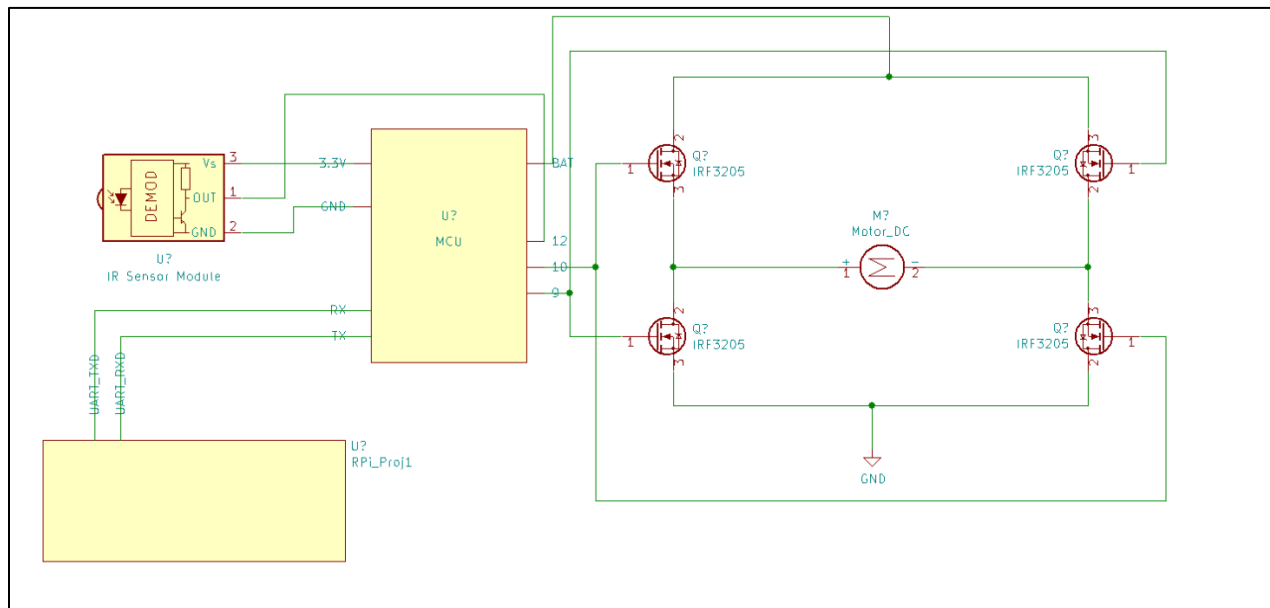 Vs
3
OUT
1
GND
2
DEMOD
U?
IR Sensor Module
3.3V
GND
RX
TX
U?
MCU
BAT
12
10
9
UART_TXD
UART_RXD
U?
RPi_Proj1
2
1
3
Q?
IRF3205
3
1
2
Q?
IRF3205
M?
Motor_DC
+
1
M
-
2
2
1
3
Q?
IRF3205
3
1
2
Q?
IRF3205
GND